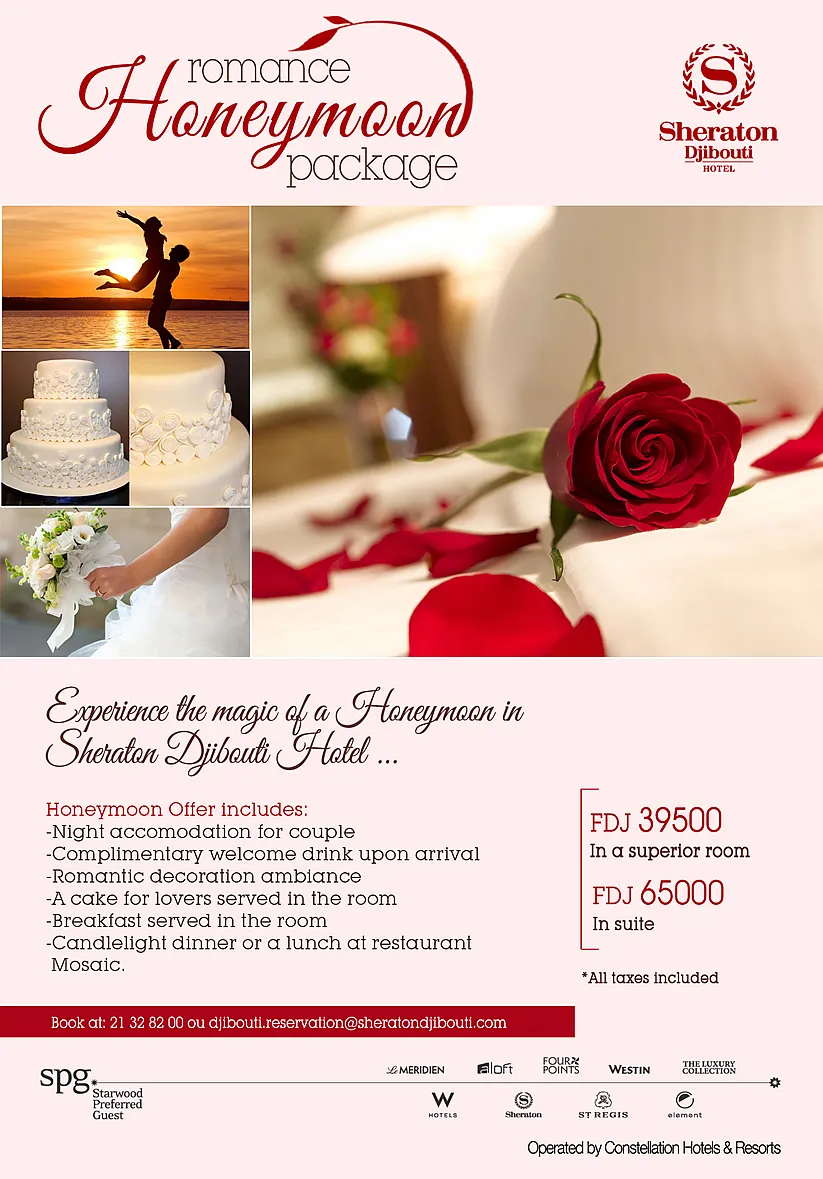 romance
Honeymoon
package
S
Sheraton
Djibouti
HOTEL
Experience the magic of a Honeymoon in
Sheraton Djibouti Hotel ...
Honeymoon Offer includes:
-Night accomodation for couple
-Complimentary welcome drink upon arrival
-Romantic decoration ambiance
-A cake for lovers served in the room
-Breakfast served in the room
-Candlelight dinner or a lunch at restaurant
Mosaic.
FDJ 39500
In a superior room
FDJ 65000
In suite
*All taxes included
Book at: 21 32 82 00 ou djibouti.reservation@sheratondjibouti.com
spg
Starwood
Preferred
Guest
Le MERIDIEN
aloft
FOUR
POINTS
WESTIN
THE LUXURY
COLLECTION
W
HOTELS
S
Sheraton
ST REGIS
element
Operated by Constellation Hotels & Resorts